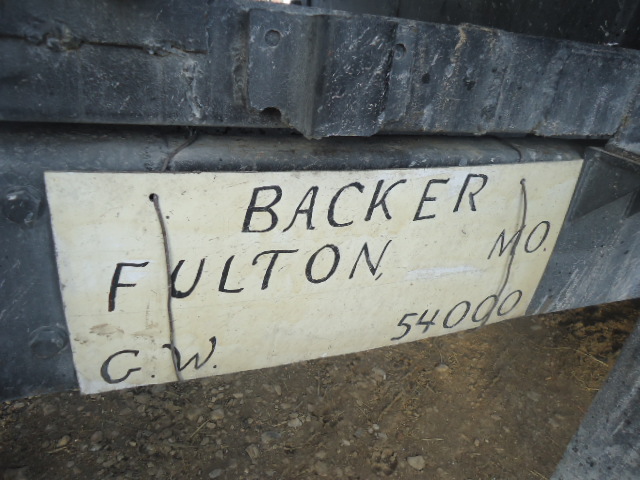 BACKER
FULTON, MO.
G.W. 54000